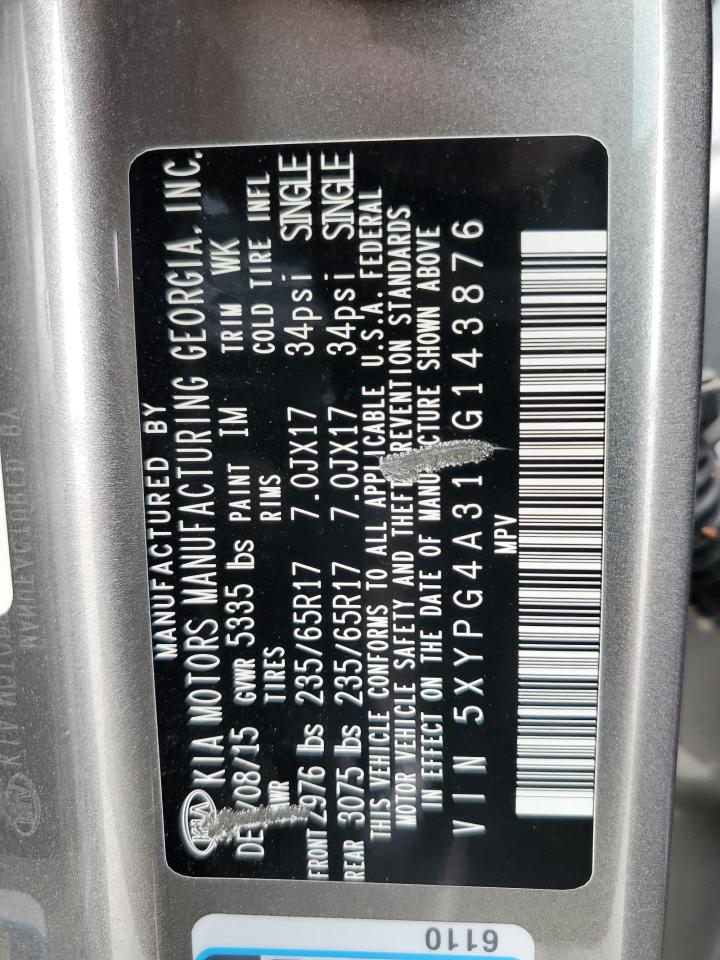 MANUFACTURED BY
KIA MOTORS MANUFACTURING GEORGIA, INC.
/08/15 GVWR 5335 lbs PAINT IM TRIM WK
TIRES RIMS COLD TIRE INFL
FRONT 2976 lbs 235/65R17 7.0JX17 34psi SINGLE
REAR 3075 lbs 235/65R17 7.0JX17 34psi SINGLE
THIS VEHICLE CONFORMS TO ALL APPLICABLE U.S.A. FEDERAL
MOTOR VEHICLE SAFETY AND THEFT PREVENTION STANDARDS
IN EFFECT ON THE DATE OF MANUFACTURE SHOWN ABOVE
VIN 5XYPG4A31 G143876
MPV
KIA
6110